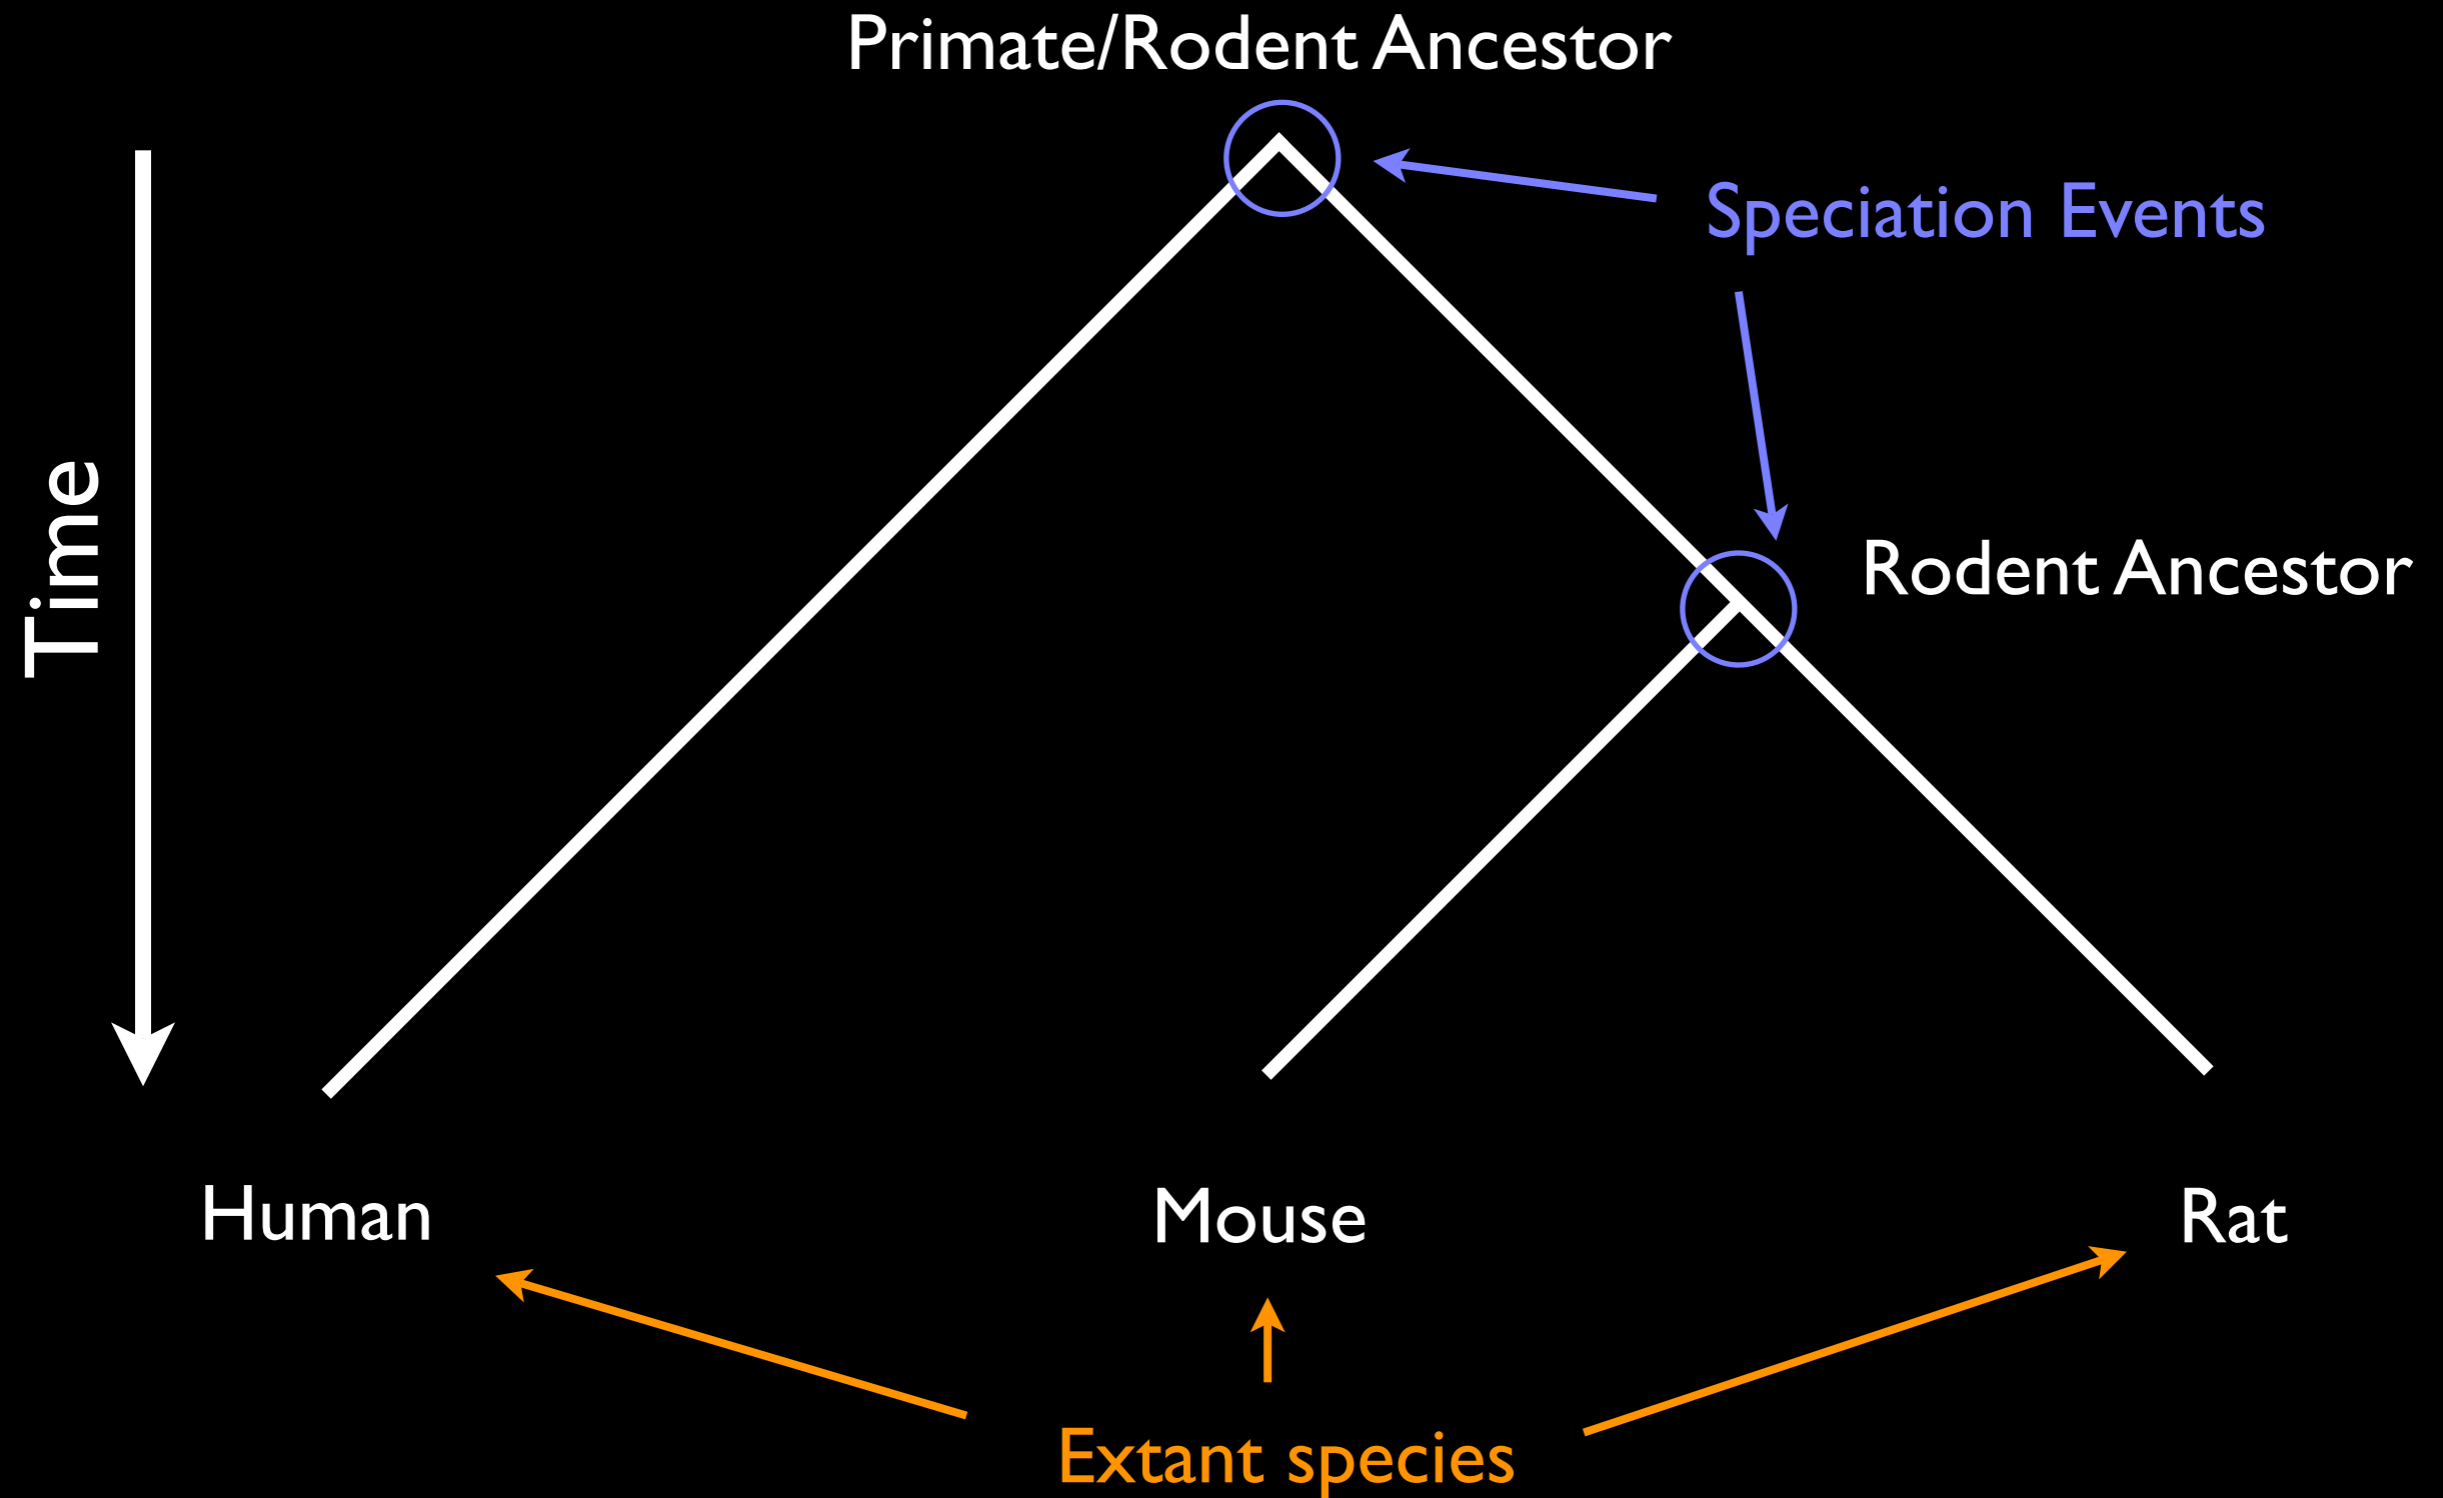 Primate/Rodent Ancestor
Speciation Events
Time
Rodent Ancestor
Human
Mouse
Rat
Extant species